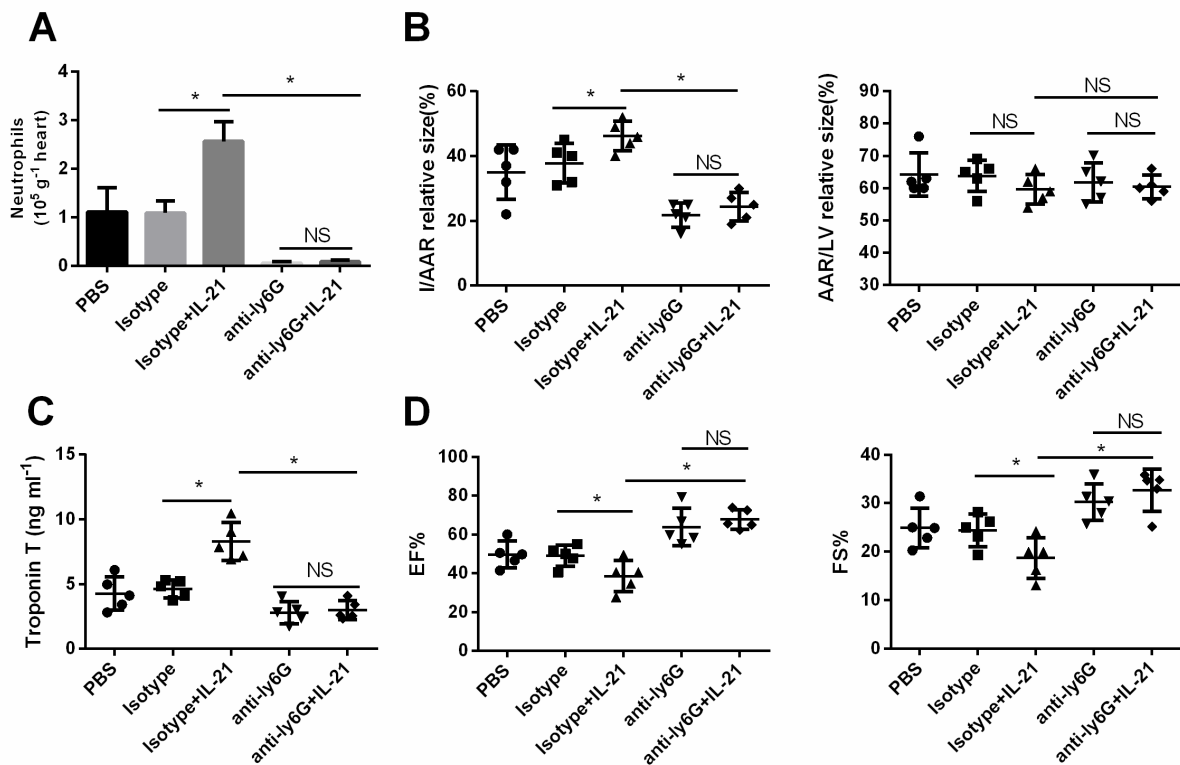 A
Neutrophils
(10⁵ g⁻¹ heart)
4
3
2
1
0
*
*
NS
PBS
Isotype
Isotype+IL-21
anti-ly6G
anti-ly6G+IL-21
B
I/AAR relative size(%)
60
40
20
0
*
*
NS
PBS
Isotype
Isotype+IL-21
anti-ly6G
anti-ly6G+IL-21
AAR/LV relative size(%)
90
80
70
60
50
40
30
NS
NS
NS
PBS
Isotype
Isotype+IL-21
anti-ly6G
anti-ly6G+IL-21
C
Troponin T (ng ml⁻¹)
15
10
5
0
*
*
NS
PBS
Isotype
Isotype+IL-21
anti-ly6G
anti-ly6G+IL-21
D
EF%
100
80
60
40
20
0
*
*
NS
PBS
Isotype
Isotype+IL-21
anti-ly6G
anti-ly6G+IL-21
FS%
40
30
20
10
0
*
*
NS
PBS
Isotype
Isotype+IL-21
anti-ly6G
anti-ly6G+IL-21